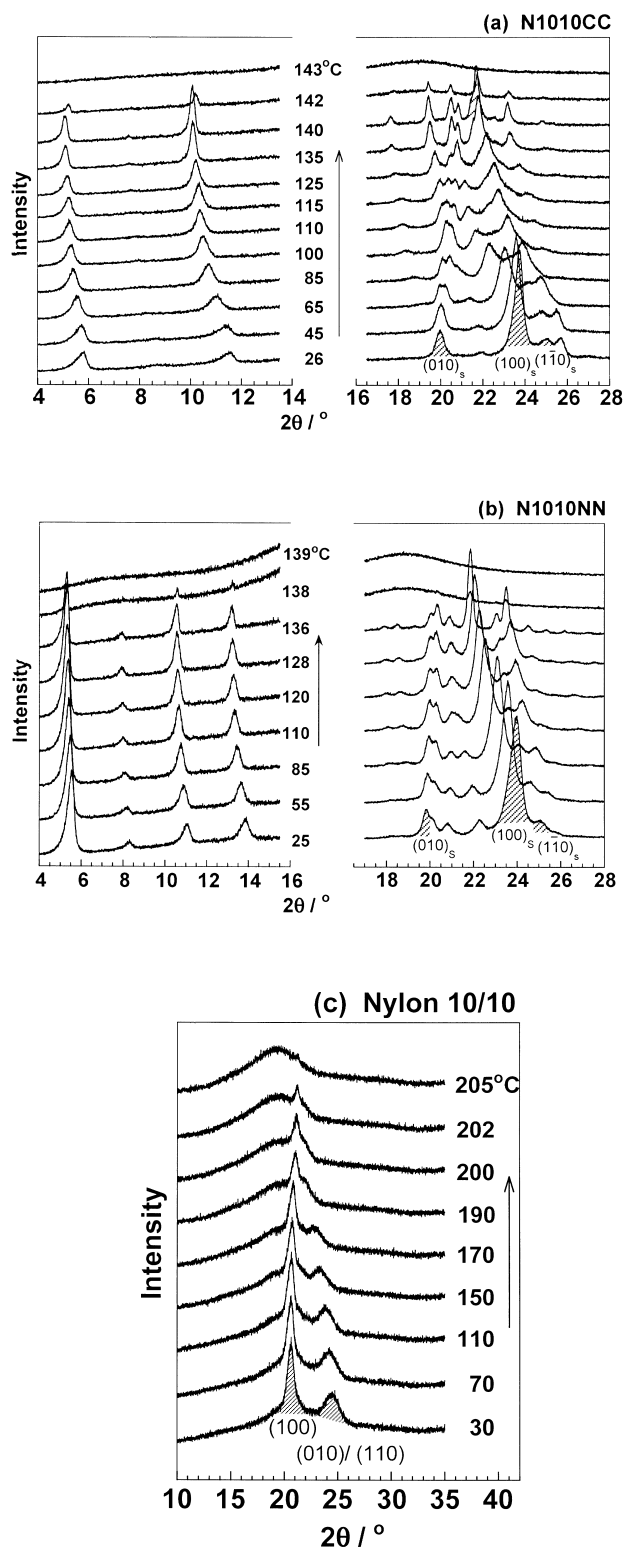 (a) N1010CC
Intensity
143°C
142
140
135
125
115
110
100
85
65
45
26
(010)s
(100)s
(11̄0)s
4 6 8 10 12 14
2θ / °
16 18 20 22 24 26 28
2θ / °
(b) N1010NN
Intensity
139°C
138
136
128
120
110
85
55
25
(010)s
(100)s
(11̄0)s
4 6 8 10 12 14 16
2θ / °
20 22 24 26 28
(c) Nylon 10/10
Intensity
205°C
202
200
190
170
150
110
70
30
(100)
(010)/ (110)
10 15 20 25 30 35 40
2θ / °